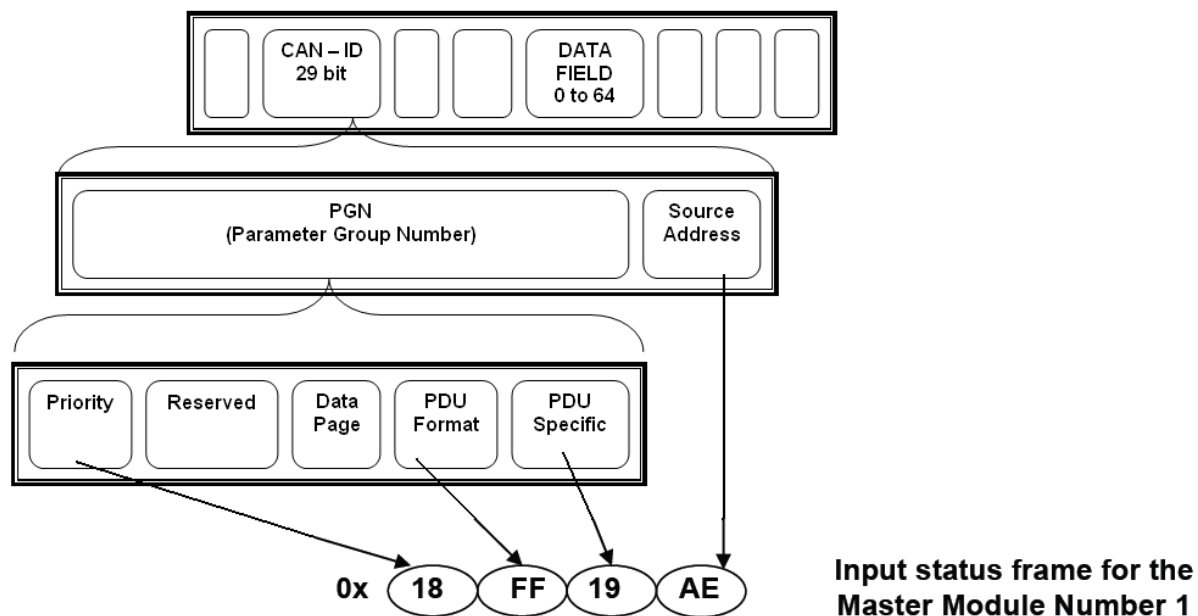 CAN – ID
29 bit
DATA
FIELD
0 to 64
PGN
(Parameter Group Number)
Source
Address
Priority
Reserved
Data
Page
PDU
Format
PDU
Specific
0x 18 FF 19 AE
Input status frame for the
Master Module Number 1